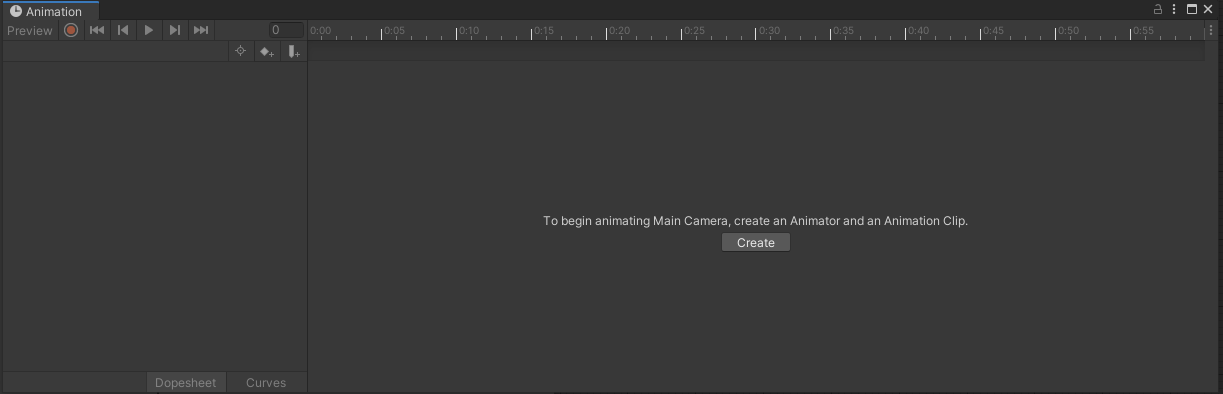 Animation
Preview
0
0:00 0:05 0:10 0:15 0:20 0:25 0:30 0:35 0:40 0:45 0:50 0:55
To begin animating Main Camera, create an Animator and an Animation Clip.
Create
Dopesheet Curves